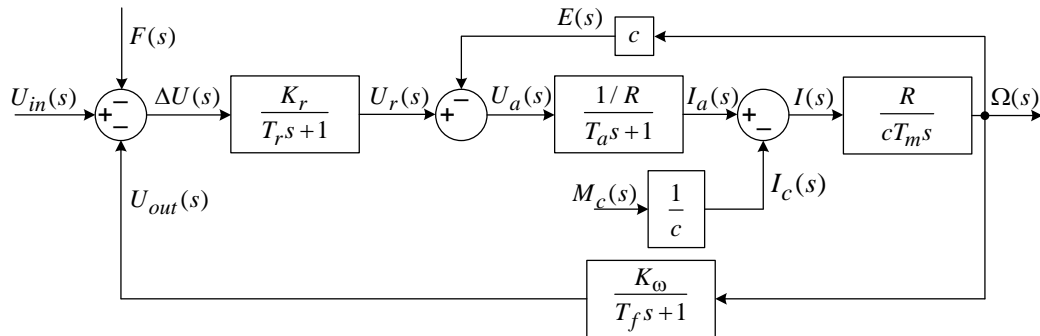 E(s)
c
F(s)
U_in(s)
ΔU(s)
K_r
T_r s+1
U_r(s)
U_a(s)
1/R
T_a s+1
I_a(s)
I(s)
R
cT_m s
Ω(s)
+
−
−
+
−
+
−
U_out(s)
M_c(s)
1
c
I_c(s)
K_ω
T_f s+1